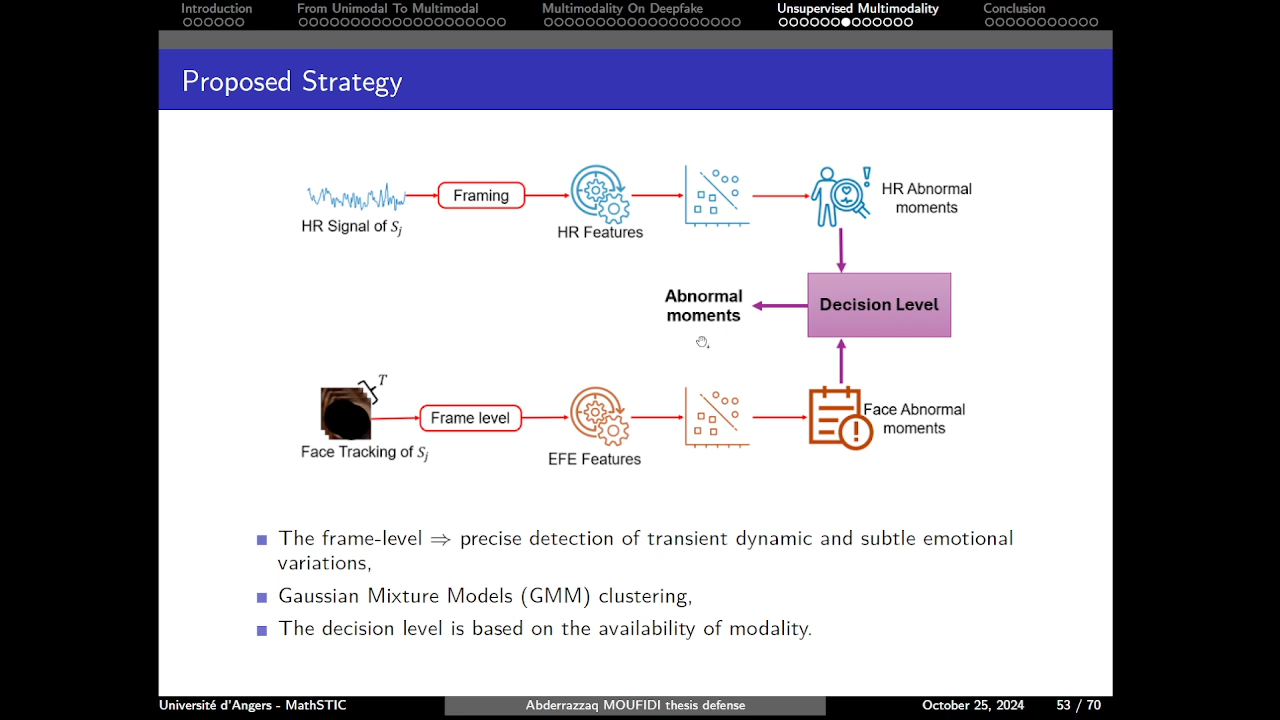 Introduction
From Unimodal To Multimodal
Multimodality On Deepfake
Unsupervised Multimodality
Conclusion
Proposed Strategy
HR Signal of Sj
Framing
HR Features
HR Abnormal
moments
Abnormal
moments
Decision Level
T
Face Tracking of Sj
Frame level
EFE Features
Face Abnormal
moments
The frame-level ⇒ precise detection of transient dynamic and subtle emotional
variations,
Gaussian Mixture Models (GMM) clustering,
The decision level is based on the availability of modality.
Université d'Angers - MathSTIC
Abderrazzaq MOUFIDI thesis defense
October 25, 2024
53 / 70